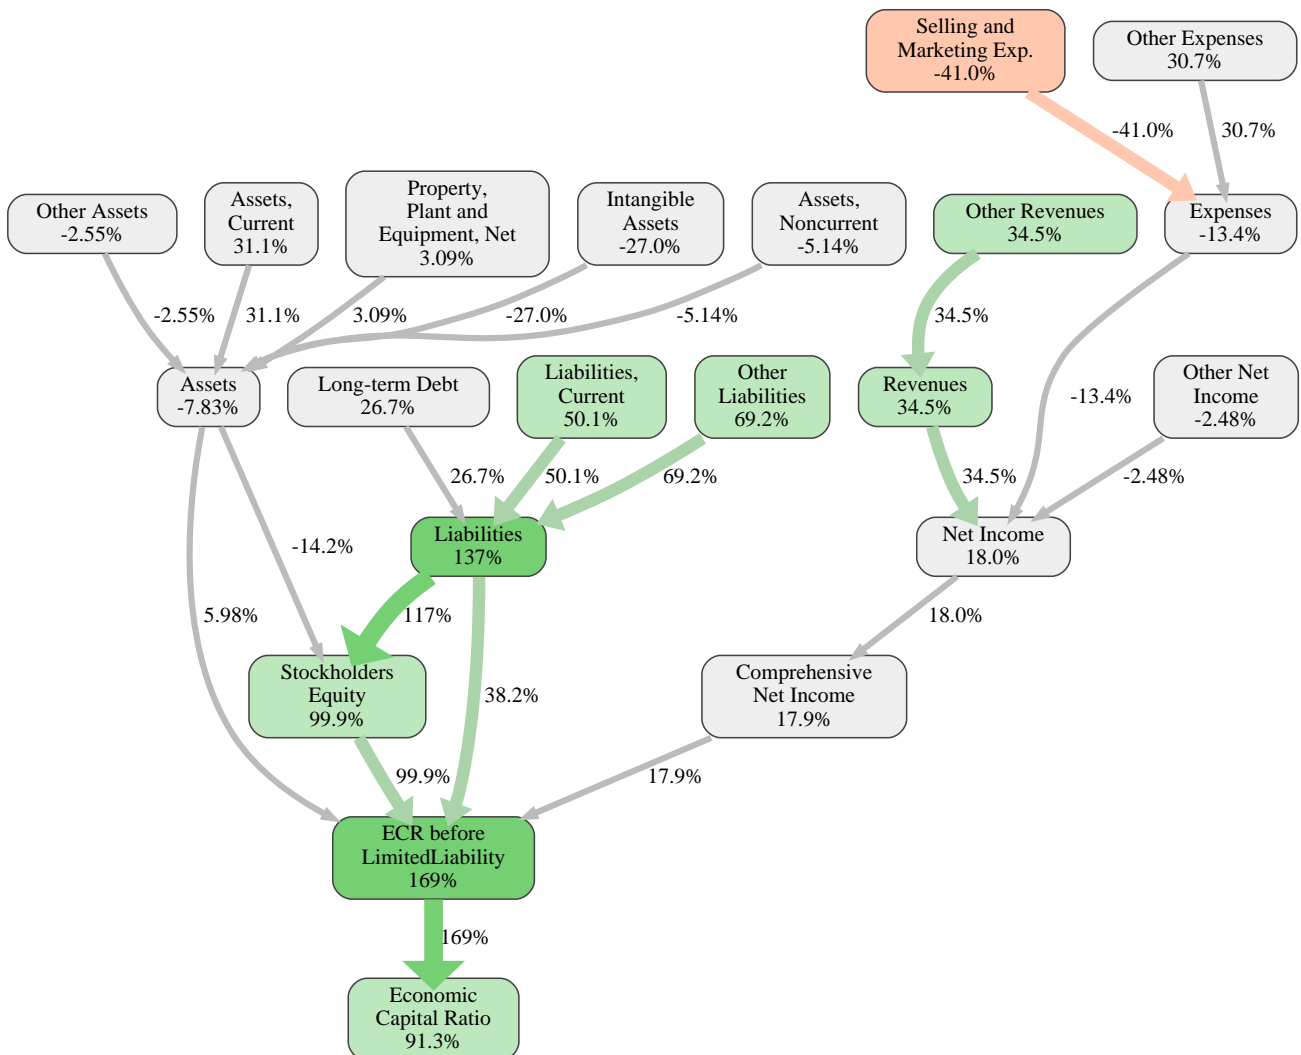 Selling and
Marketing Exp.
-41.0%
Other Expenses
30.7%
-41.0%
30.7%
Other Assets
-2.55%
Assets,
Current
31.1%
Property,
Plant and
Equipment, Net
3.09%
Intangible
Assets
-27.0%
Assets,
Noncurrent
-5.14%
Other Revenues
34.5%
Expenses
-13.4%
-2.55%
31.1%
3.09%
-27.0%
-5.14%
34.5%
Assets
-7.83%
Long-term Debt
26.7%
Liabilities,
Current
50.1%
Other
Liabilities
69.2%
Revenues
34.5%
-13.4%
Other Net
Income
-2.48%
26.7%
50.1%
69.2%
34.5%
-2.48%
Liabilities
137%
Net Income
18.0%
-14.2%
5.98%
117%
18.0%
Stockholders
Equity
99.9%
38.2%
Comprehensive
Net Income
17.9%
99.9%
17.9%
ECR before
LimitedLiability
169%
169%
Economic
Capital Ratio
91.3%